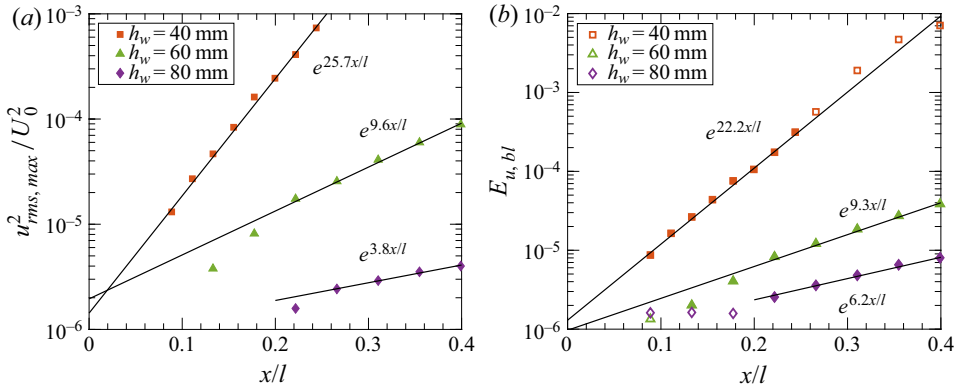 (a)
10⁻³
10⁻⁴
10⁻⁵
10⁻⁶
u²rms, max / U₀²
h_w = 40 mm
h_w = 60 mm
h_w = 80 mm
e^25.7x/l
e^9.6x/l
e^3.8x/l
0 0.1 0.2 0.3 0.4
x/l
(b)
10⁻²
10⁻³
10⁻⁴
10⁻⁵
10⁻⁶
E_u, bl
h_w = 40 mm
h_w = 60 mm
h_w = 80 mm
e^22.2x/l
e^9.3x/l
e^6.2x/l
0 0.1 0.2 0.3 0.4
x/l